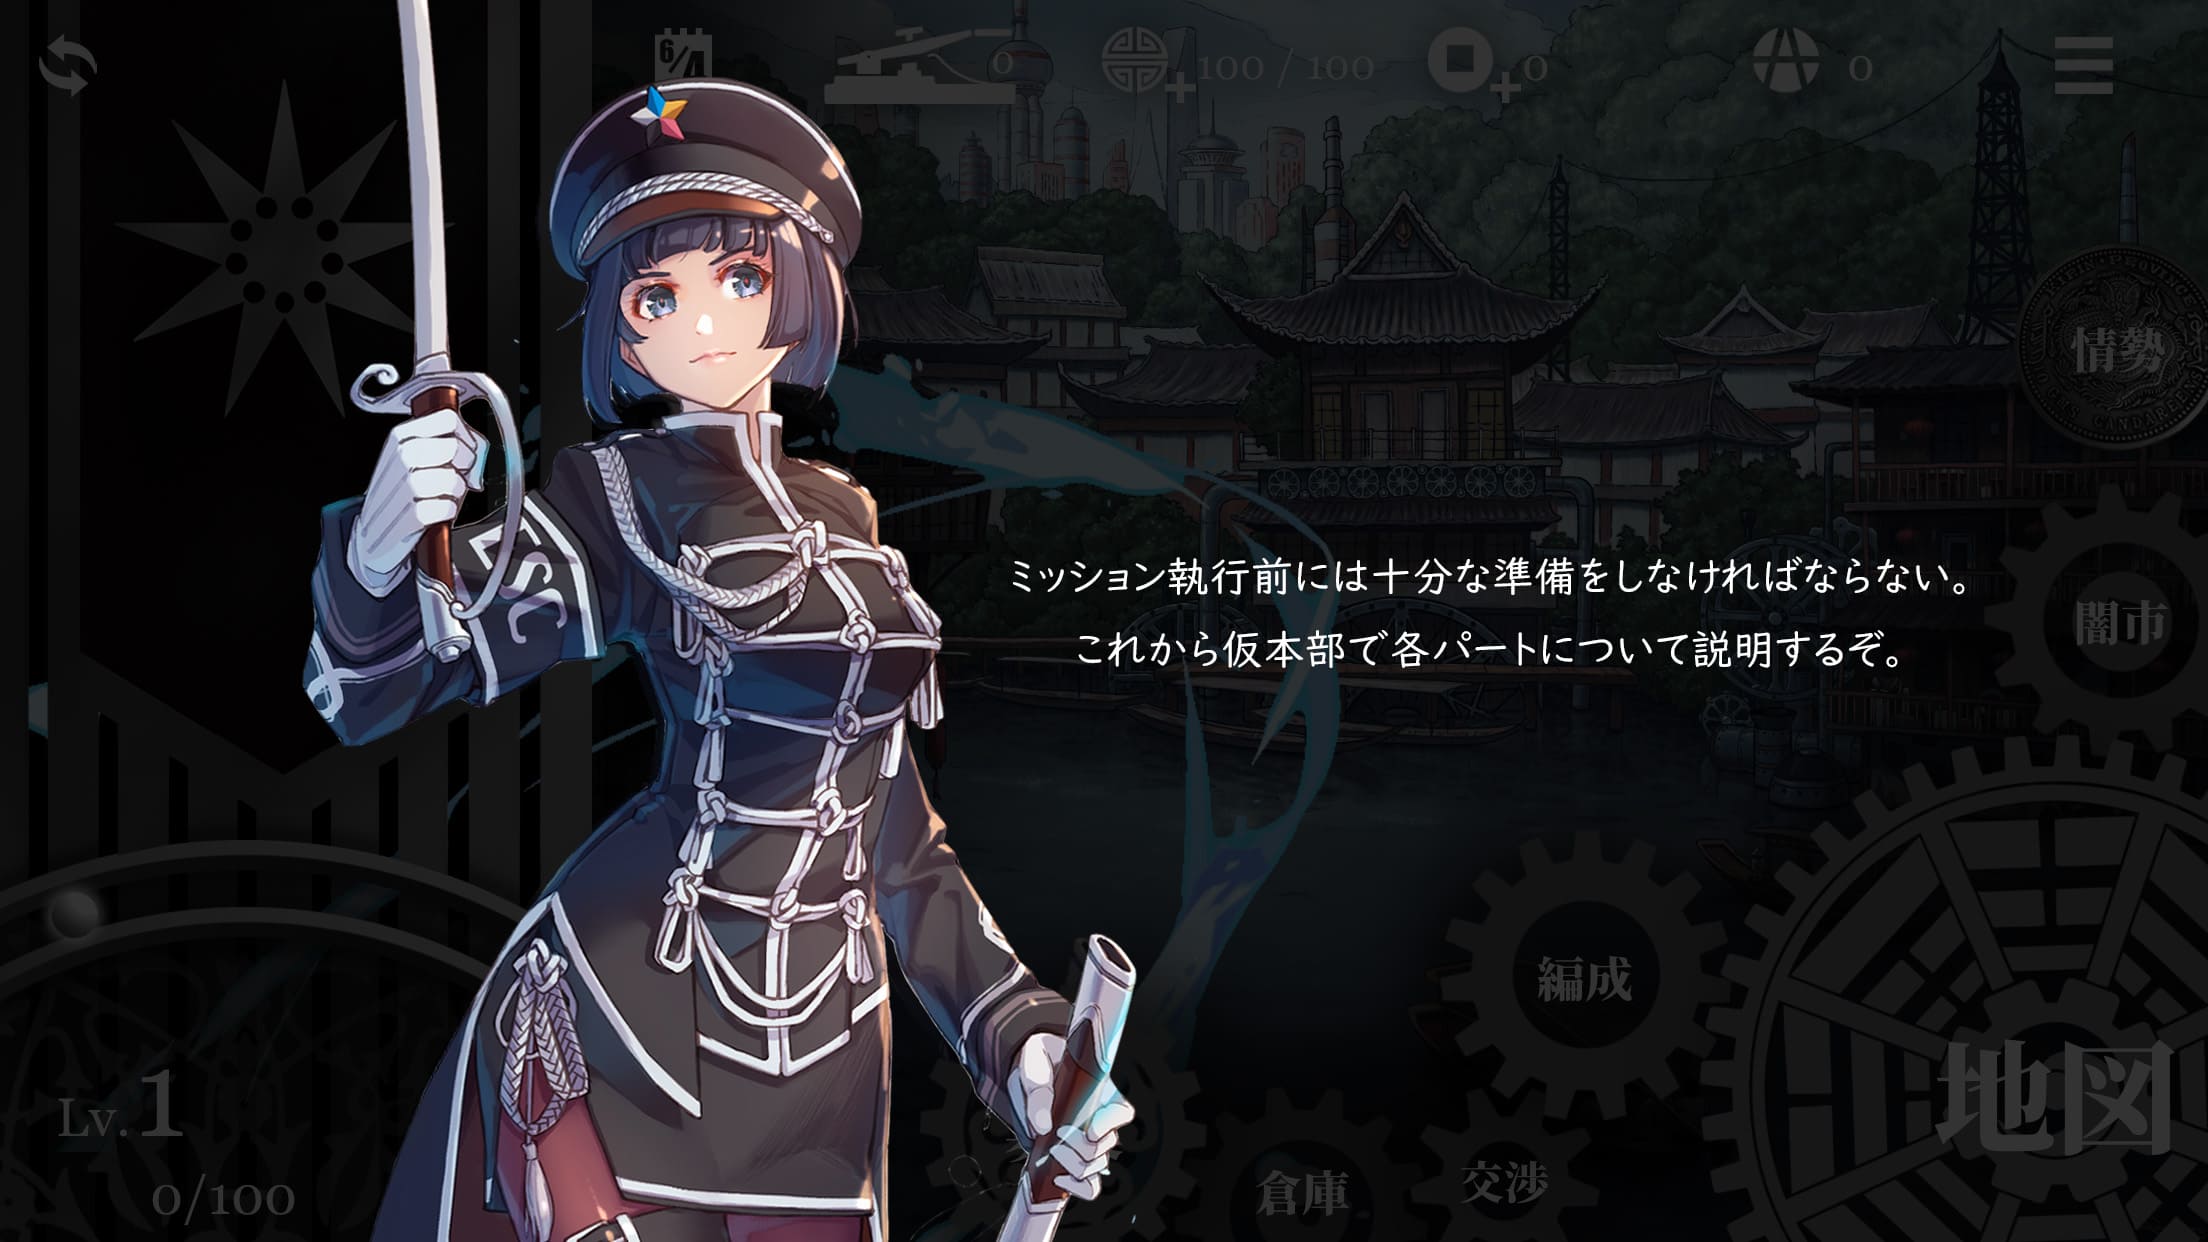 6/4
0
100 / 100
0
0
情勢
ESC
ミッション執行前には十分な準備をしなければならない。
これから仮本部で各パートについて説明するぞ。
闇市
編成
地図
Lv.1
0/100
倉庫
交渉